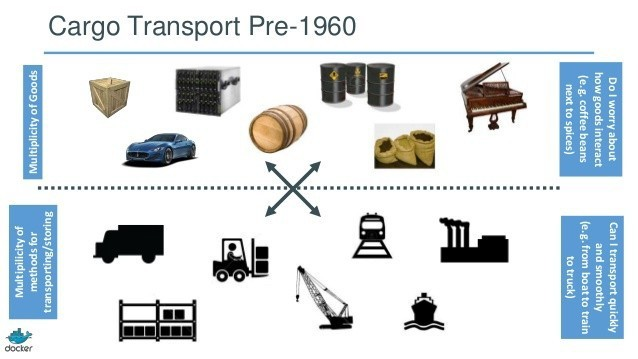 Cargo Transport Pre-1960
Multiplicity of Goods
Do I worry about
how goods interact
(e.g. coffee beans
next to spices)
Multipilicity of
methods for
transporting/storing
Can I transport quickly
and smoothly
(e.g. from boat to train
to truck)
docker